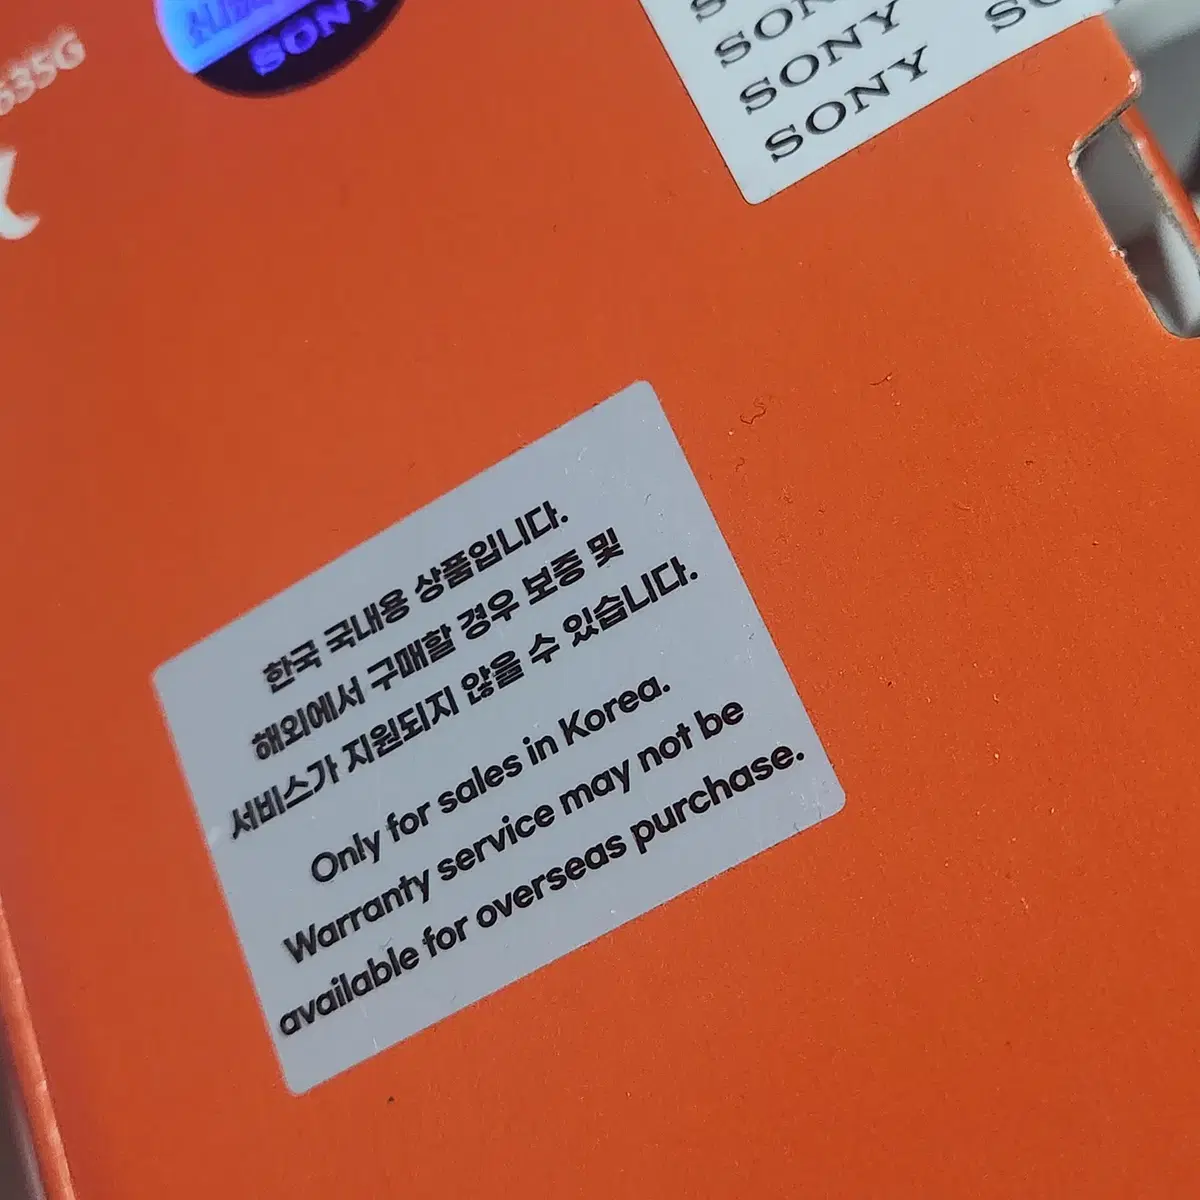 635G
SONY
SONY
SONY
SONY
한국 국내용 상품입니다.
해외에서 구매할 경우 보증 및
서비스가 지원되지 않을 수 있습니다.
Only for sales in Korea.
Warranty service may not be
available for overseas purchase.